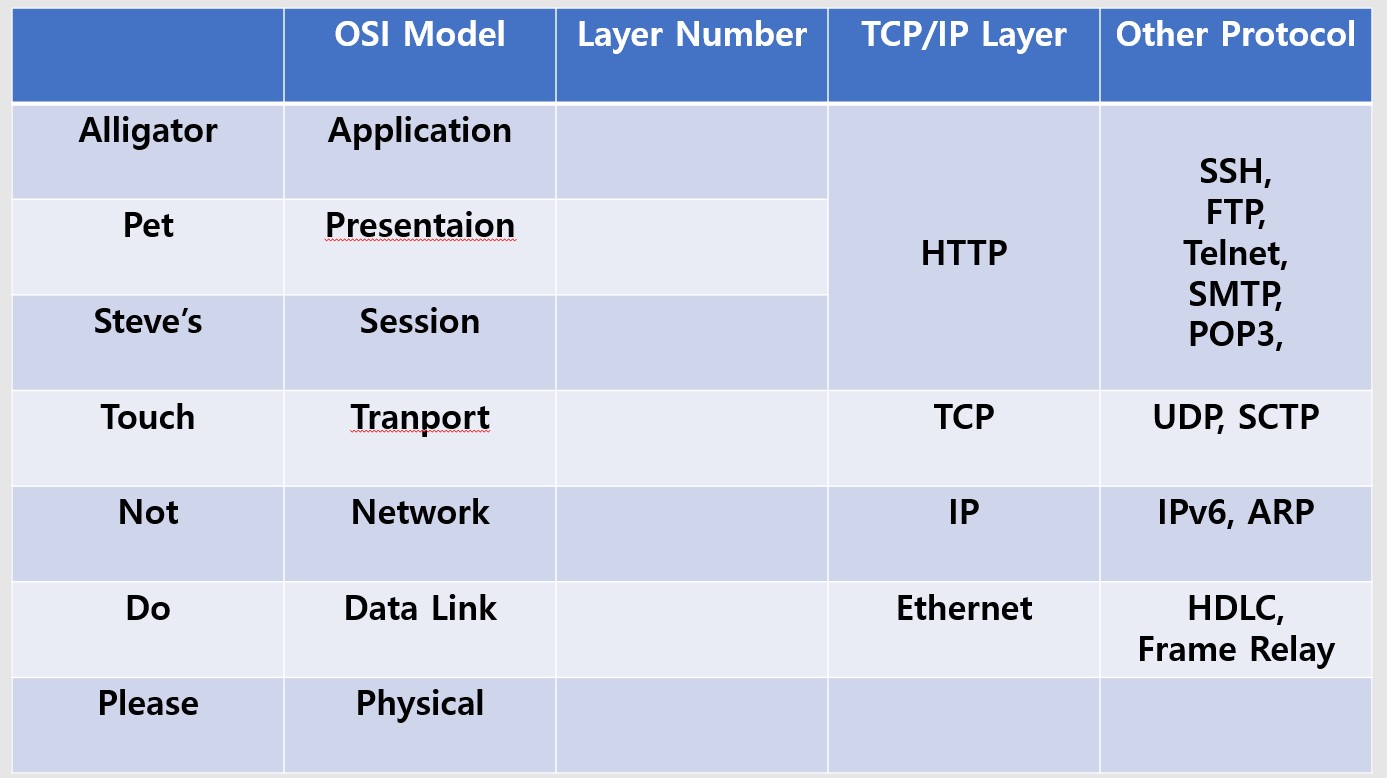 OSI Model Layer Number TCP/IP Layer Other Protocol
Alligator Application
Pet Presentaion
Steve’s Session
HTTP
SSH,
FTP,
Telnet,
SMTP,
POP3,
Touch Tranport TCP UDP, SCTP
Not Network IP IPv6, ARP
Do Data Link Ethernet HDLC,
Frame Relay
Please Physical